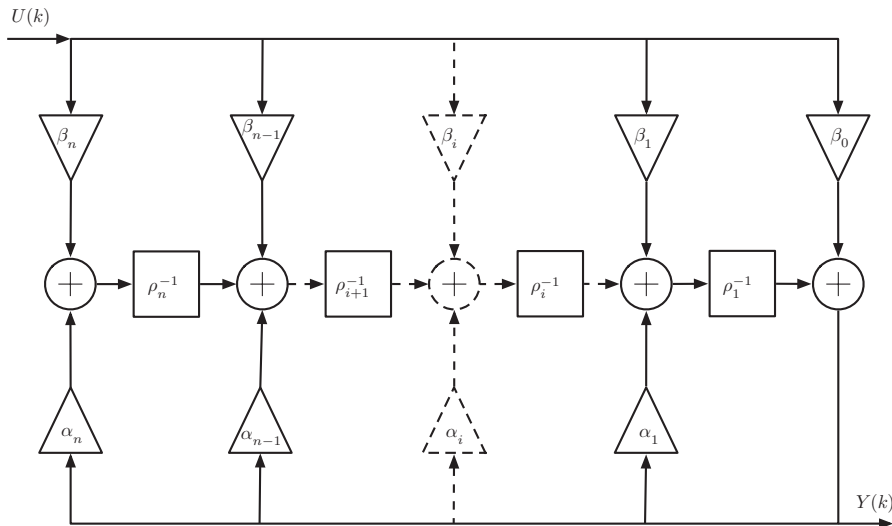 U(k)
β_n β_{n−1} β_i β_1 β_0
+ ρ_n^{−1} + ρ_{i+1}^{−1} + ρ_i^{−1} + ρ_1^{−1} +
α_n α_{n−1} α_i α_1
Y(k)